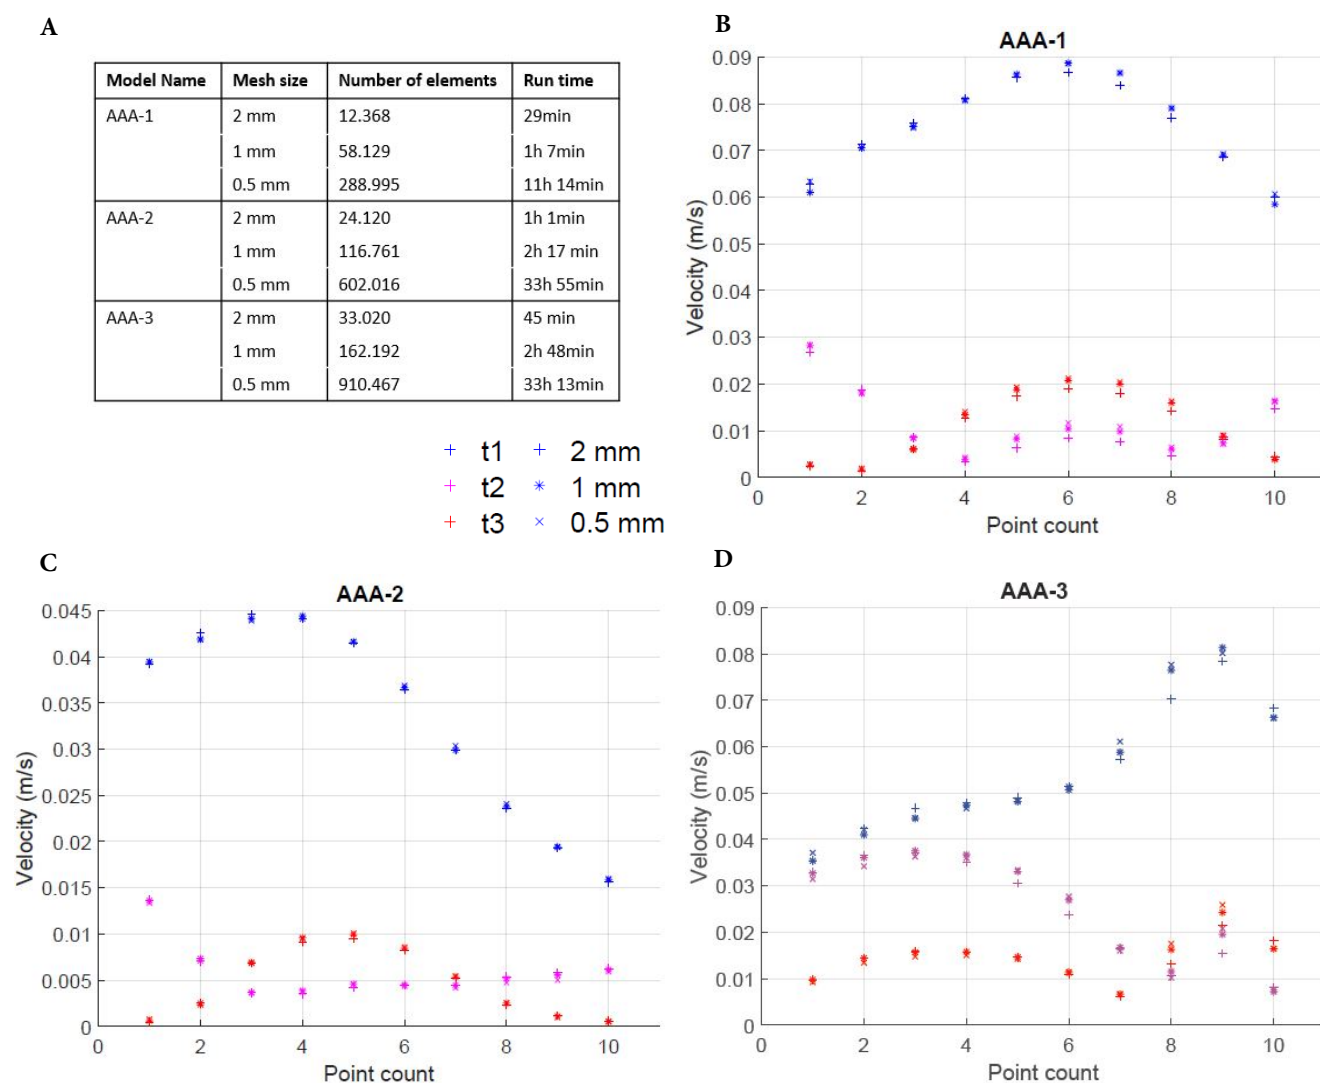 A
Model Name Mesh size Number of elements Run time
AAA-1 2 mm 12.368 29min
1 mm 58.129 1h 7min
0.5 mm 288.995 11h 14min
AAA-2 2 mm 24.120 1h 1min
1 mm 116.761 2h 17 min
0.5 mm 602.016 33h 55min
AAA-3 2 mm 33.020 45 min
1 mm 162.192 2h 48min
0.5 mm 910.467 33h 13min
t1 2 mm
t2 1 mm
t3 0.5 mm
B
AAA-1
0.09
0.08
0.07
0.06
0.05
0.04
0.03
0.02
0.01
0
Velocity (m/s)
0 2 4 6 8 10
Point count
C
AAA-2
0.045
0.04
0.035
0.03
0.025
0.02
0.015
0.01
0.005
0
Velocity (m/s)
0 2 4 6 8 10
Point count
D
AAA-3
0.09
0.08
0.07
0.06
0.05
0.04
0.03
0.02
0.01
0
Velocity (m/s)
0 2 4 6 8 10
Point count